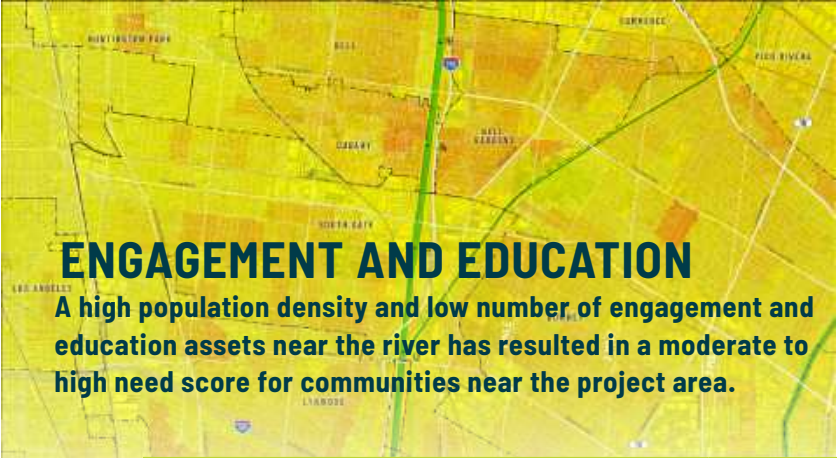 COMMERCE
HUNTINGTON PARK
BELL
PICO RIVERA
CUDAHY
BELL
GARDENS
SOUTH GATE
ENGAGEMENT AND EDUCATION
LOS ANGELES
A high population density and low number of engagement and
education assets near the river has resulted in a moderate to
high need score for communities near the project area.
LYNWOOD